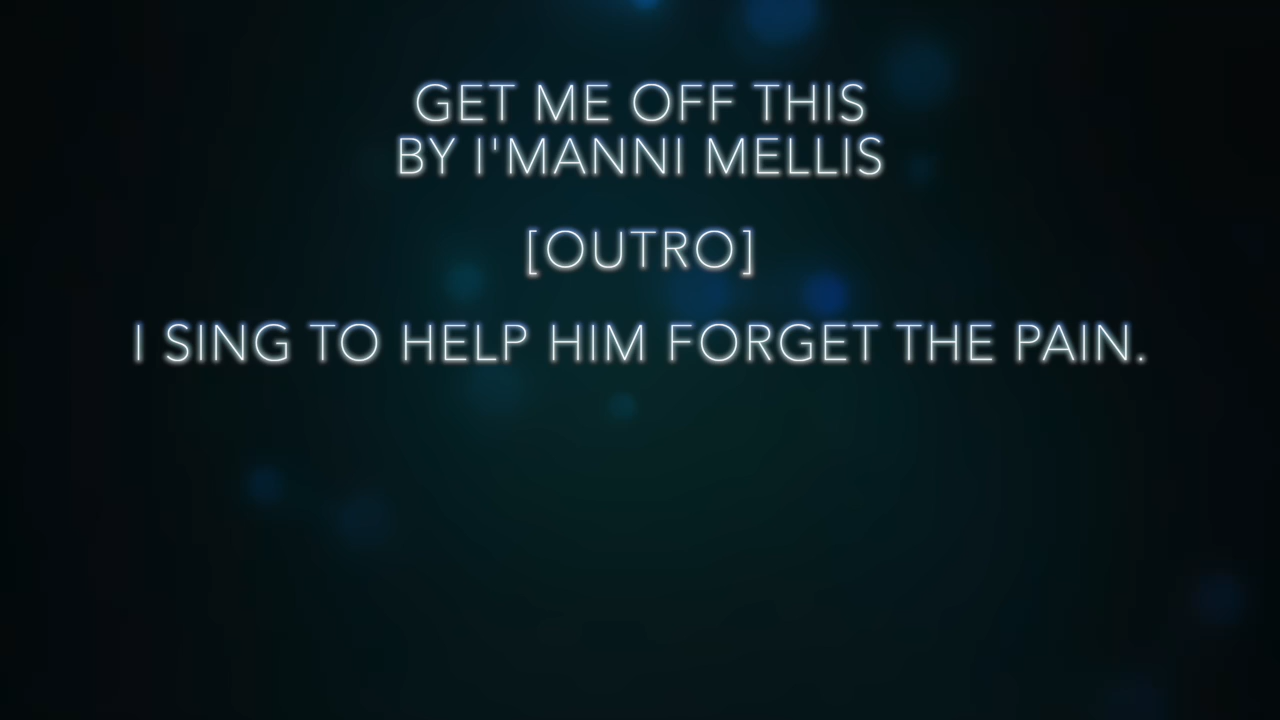 GET ME OFF THIS
BY I'MANNI MELLIS
[OUTRO]
I SING TO HELP HIM FORGET THE PAIN.